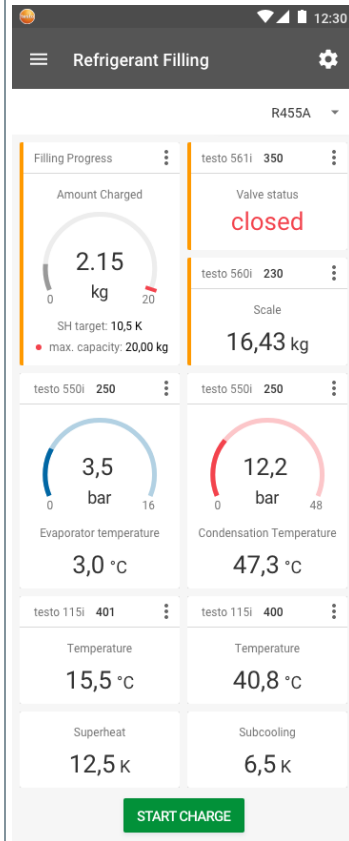 testo
12:30
Refrigerant Filling
R455A
Filling Progress
Amount Charged
2.15
kg
0 20
SH target: 10,5 K
max. capacity: 20,00 kg
testo 561i 350
Valve status
closed
testo 560i 230
Scale
16,43 kg
testo 550i 250
3,5
bar
0 16
Evaporator temperature
3,0 °C
testo 550i 250
12,2
bar
0 48
Condensation Temperature
47,3 °C
testo 115i 401
Temperature
15,5 °C
testo 115i 400
Temperature
40,8 °C
Superheat
12,5 K
Subcooling
6,5 K
START CHARGE